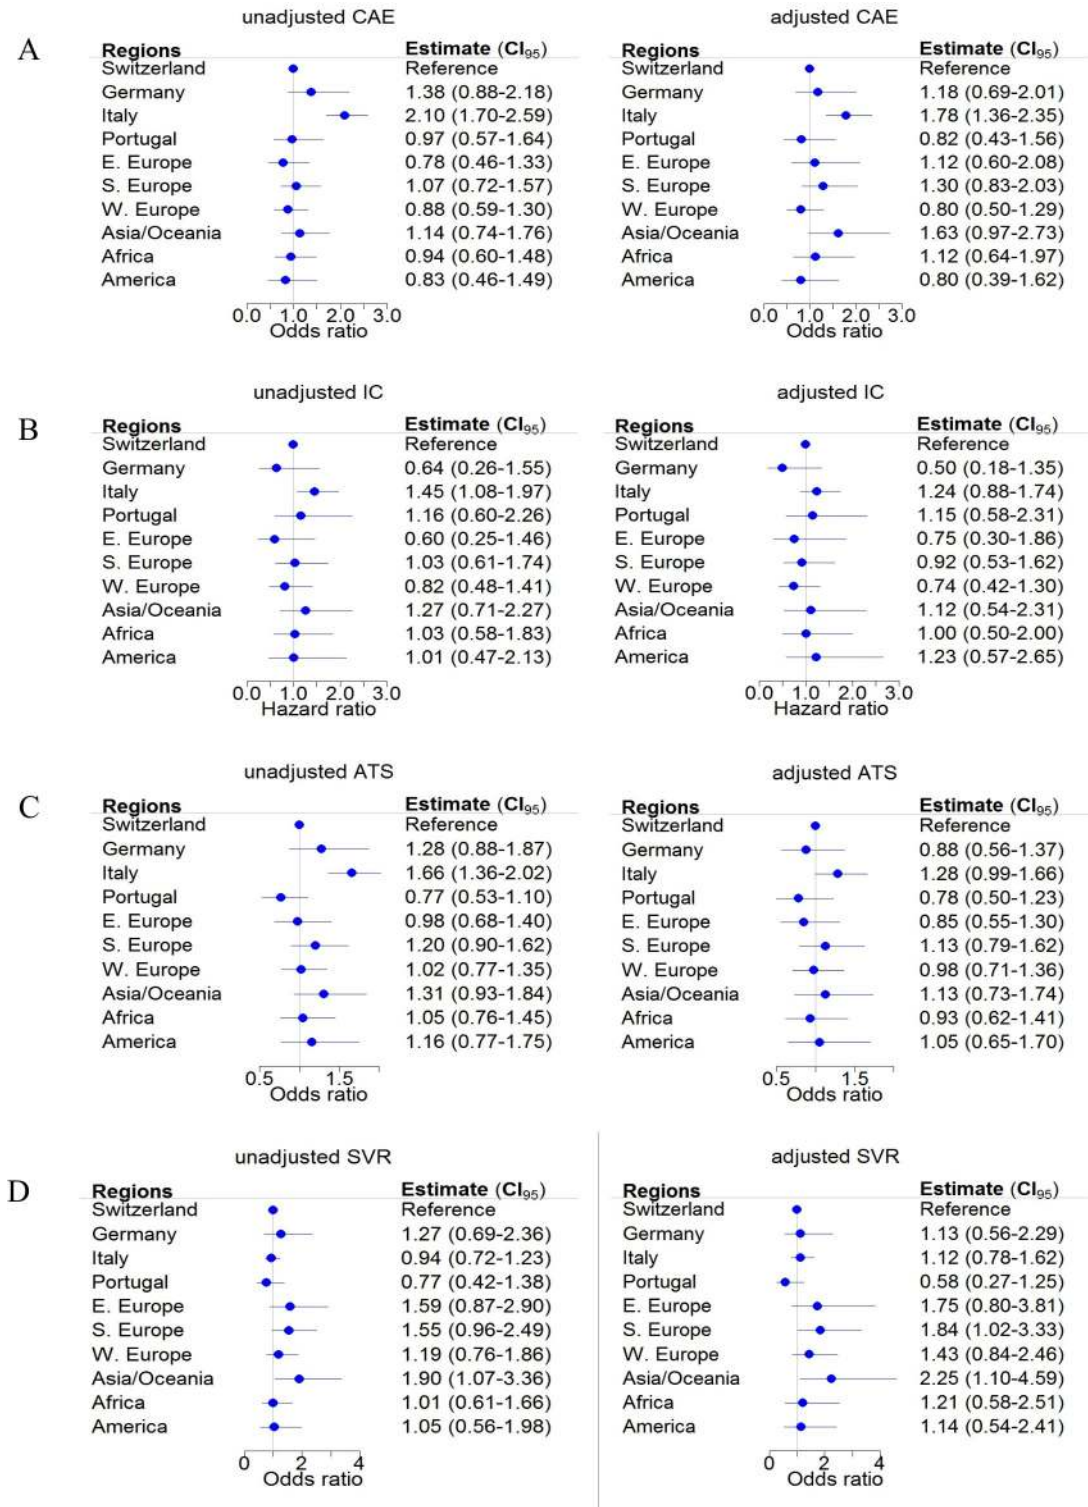 A
unadjusted CAE
Regions Estimate (CI95)
Switzerland Reference
Germany 1.38 (0.88-2.18)
Italy 2.10 (1.70-2.59)
Portugal 0.97 (0.57-1.64)
E. Europe 0.78 (0.46-1.33)
S. Europe 1.07 (0.72-1.57)
W. Europe 0.88 (0.59-1.30)
Asia/Oceania 1.14 (0.74-1.76)
Africa 0.94 (0.60-1.48)
America 0.83 (0.46-1.49)
0.0 1.0 2.0 3.0
Odds ratio
adjusted CAE
Regions Estimate (CI95)
Switzerland Reference
Germany 1.18 (0.69-2.01)
Italy 1.78 (1.36-2.35)
Portugal 0.82 (0.43-1.56)
E. Europe 1.12 (0.60-2.08)
S. Europe 1.30 (0.83-2.03)
W. Europe 0.80 (0.50-1.29)
Asia/Oceania 1.63 (0.97-2.73)
Africa 1.12 (0.64-1.97)
America 0.80 (0.39-1.62)
0.0 1.0 2.0 3.0
Odds ratio
B
unadjusted IC
Regions Estimate (CI95)
Switzerland Reference
Germany 0.64 (0.26-1.55)
Italy 1.45 (1.08-1.97)
Portugal 1.16 (0.60-2.26)
E. Europe 0.60 (0.25-1.46)
S. Europe 1.03 (0.61-1.74)
W. Europe 0.82 (0.48-1.41)
Asia/Oceania 1.27 (0.71-2.27)
Africa 1.03 (0.58-1.83)
America 1.01 (0.47-2.13)
0.0 1.0 2.0 3.0
Hazard ratio
adjusted IC
Regions Estimate (CI95)
Switzerland Reference
Germany 0.50 (0.18-1.35)
Italy 1.24 (0.88-1.74)
Portugal 1.15 (0.58-2.31)
E. Europe 0.75 (0.30-1.86)
S. Europe 0.92 (0.53-1.62)
W. Europe 0.74 (0.42-1.30)
Asia/Oceania 1.12 (0.54-2.31)
Africa 1.00 (0.50-2.00)
America 1.23 (0.57-2.65)
0.0 1.0 2.0 3.0
Hazard ratio
C
unadjusted ATS
Regions Estimate (CI95)
Switzerland Reference
Germany 1.28 (0.88-1.87)
Italy 1.66 (1.36-2.02)
Portugal 0.77 (0.53-1.10)
E. Europe 0.98 (0.68-1.40)
S. Europe 1.20 (0.90-1.62)
W. Europe 1.02 (0.77-1.35)
Asia/Oceania 1.31 (0.93-1.84)
Africa 1.05 (0.76-1.45)
America 1.16 (0.77-1.75)
0.5 1.5
Odds ratio
adjusted ATS
Regions Estimate (CI95)
Switzerland Reference
Germany 0.88 (0.56-1.37)
Italy 1.28 (0.99-1.66)
Portugal 0.78 (0.50-1.23)
E. Europe 0.85 (0.55-1.30)
S. Europe 1.13 (0.79-1.62)
W. Europe 0.98 (0.71-1.36)
Asia/Oceania 1.13 (0.73-1.74)
Africa 0.93 (0.62-1.41)
America 1.05 (0.65-1.70)
0.5 1.5
Odds ratio
D
unadjusted SVR
Regions Estimate (CI95)
Switzerland Reference
Germany 1.27 (0.69-2.36)
Italy 0.94 (0.72-1.23)
Portugal 0.77 (0.42-1.38)
E. Europe 1.59 (0.87-2.90)
S. Europe 1.55 (0.96-2.49)
W. Europe 1.19 (0.76-1.86)
Asia/Oceania 1.90 (1.07-3.36)
Africa 1.01 (0.61-1.66)
America 1.05 (0.56-1.98)
0 2 4
Odds ratio
adjusted SVR
Regions Estimate (CI95)
Switzerland Reference
Germany 1.13 (0.56-2.29)
Italy 1.12 (0.78-1.62)
Portugal 0.58 (0.27-1.25)
E. Europe 1.75 (0.80-3.81)
S. Europe 1.84 (1.02-3.33)
W. Europe 1.43 (0.84-2.46)
Asia/Oceania 2.25 (1.10-4.59)
Africa 1.21 (0.58-2.51)
America 1.14 (0.54-2.41)
0 2 4
Odds ratio